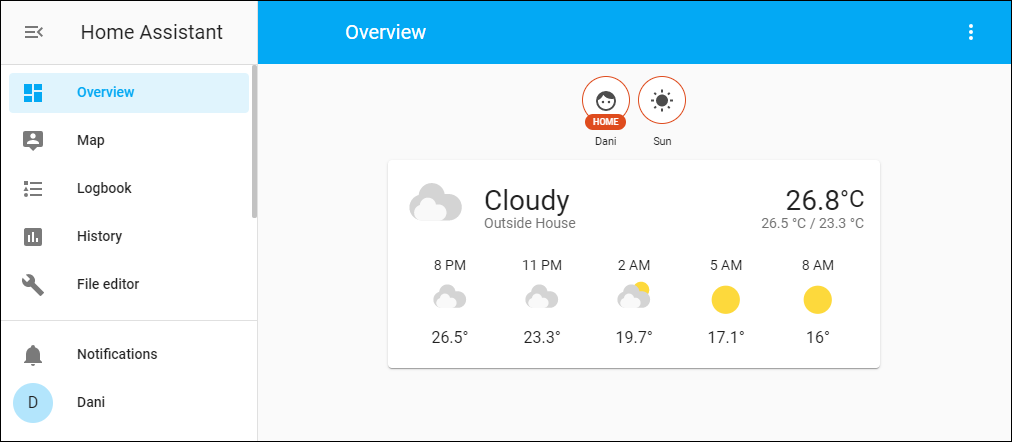 Home Assistant
Overview
Map
Logbook
History
File editor
Notifications
D
Dani
Overview
HOME
Dani
Sun
Cloudy
Outside House
26.8°C
26.5 °C / 23.3 °C
8 PM 11 PM 2 AM 5 AM 8 AM
26.5° 23.3° 19.7° 17.1° 16°